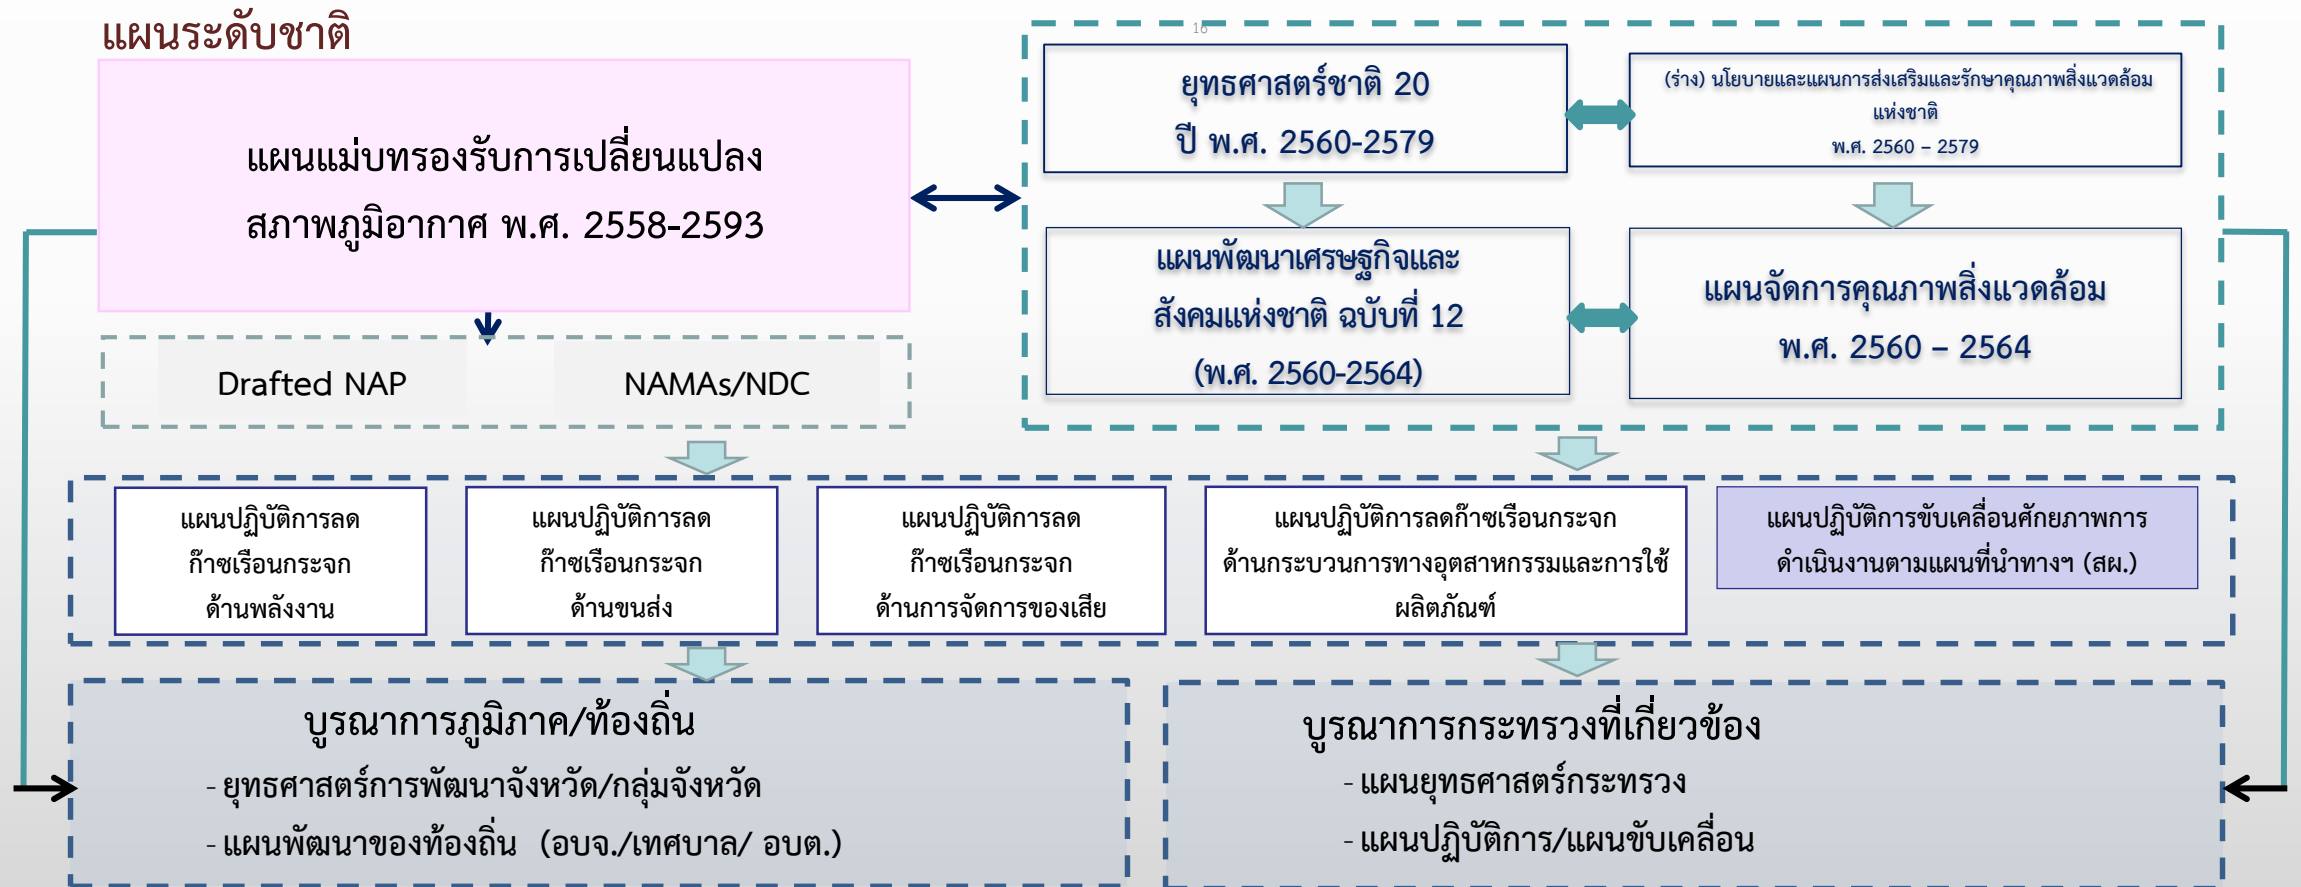 แผนระดับชาติ
16
แผนแม่บทรองรับการเปลี่ยนแปลง
สภาพภูมิอากาศ พ.ศ. 2558-2593
ยุทธศาสตร์ชาติ 20
ปี พ.ศ. 2560-2579
(ร่าง) นโยบายและแผนการส่งเสริมและรักษาคุณภาพสิ่งแวดล้อม
แห่งชาติ
พ.ศ. 2560 – 2579
แผนพัฒนาเศรษฐกิจและ
สังคมแห่งชาติ ฉบับที่ 12
(พ.ศ. 2560-2564)
แผนจัดการคุณภาพสิ่งแวดล้อม
พ.ศ. 2560 – 2564
Drafted NAP
NAMAs/NDC
แผนปฏิบัติการลด
ก๊าซเรือนกระจก
ด้านพลังงาน
แผนปฏิบัติการลด
ก๊าซเรือนกระจก
ด้านขนส่ง
แผนปฏิบัติการลด
ก๊าซเรือนกระจก
ด้านการจัดการของเสีย
แผนปฏิบัติการลดก๊าซเรือนกระจก
ด้านกระบวนการทางอุตสาหกรรมและการใช้
ผลิตภัณฑ์
แผนปฏิบัติการขับเคลื่อนศักยภาพการ
ดำเนินงานตามแผนที่นำทางฯ (สผ.)
บูรณาการภูมิภาค/ท้องถิ่น
- ยุทธศาสตร์การพัฒนาจังหวัด/กลุ่มจังหวัด
- แผนพัฒนาของท้องถิ่น (อบจ./เทศบาล/ อบต.)
บูรณาการกระทรวงที่เกี่ยวข้อง
- แผนยุทธศาสตร์กระทรวง
- แผนปฏิบัติการ/แผนขับเคลื่อน